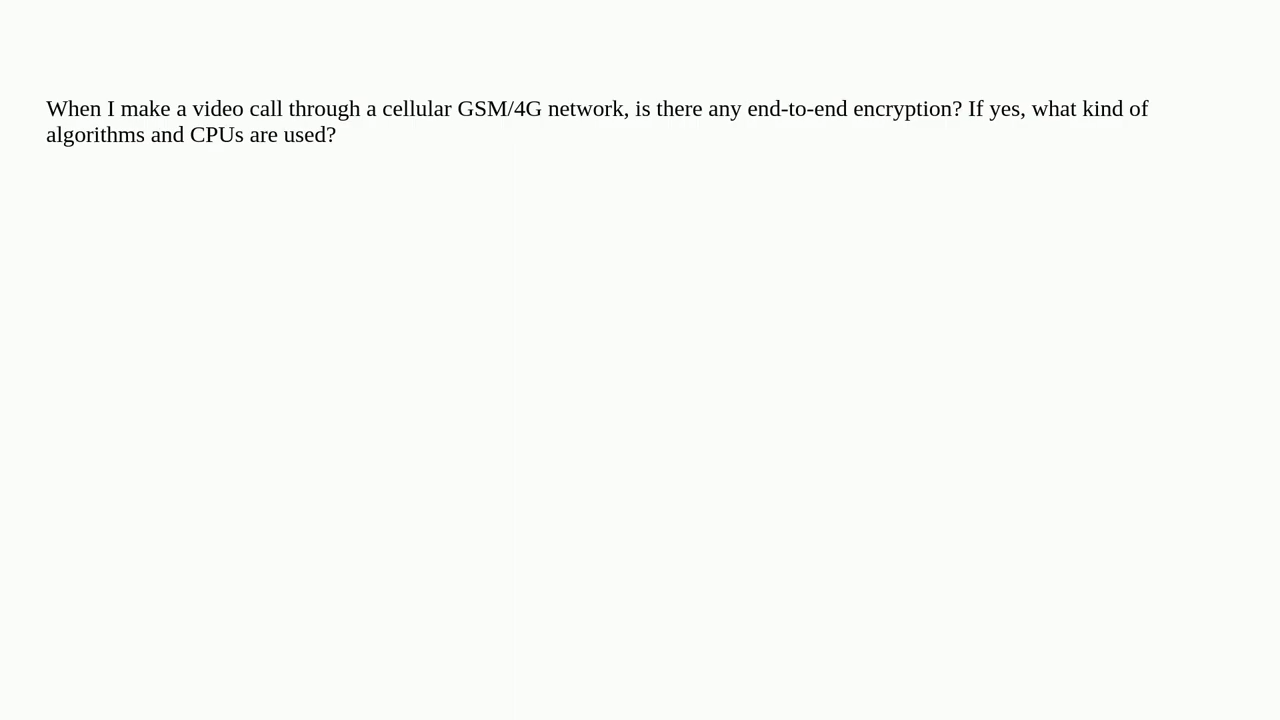 When I make a video call through a cellular GSM/4G network, is there any end-to-end encryption? If yes, what kind of
algorithms and CPUs are used?